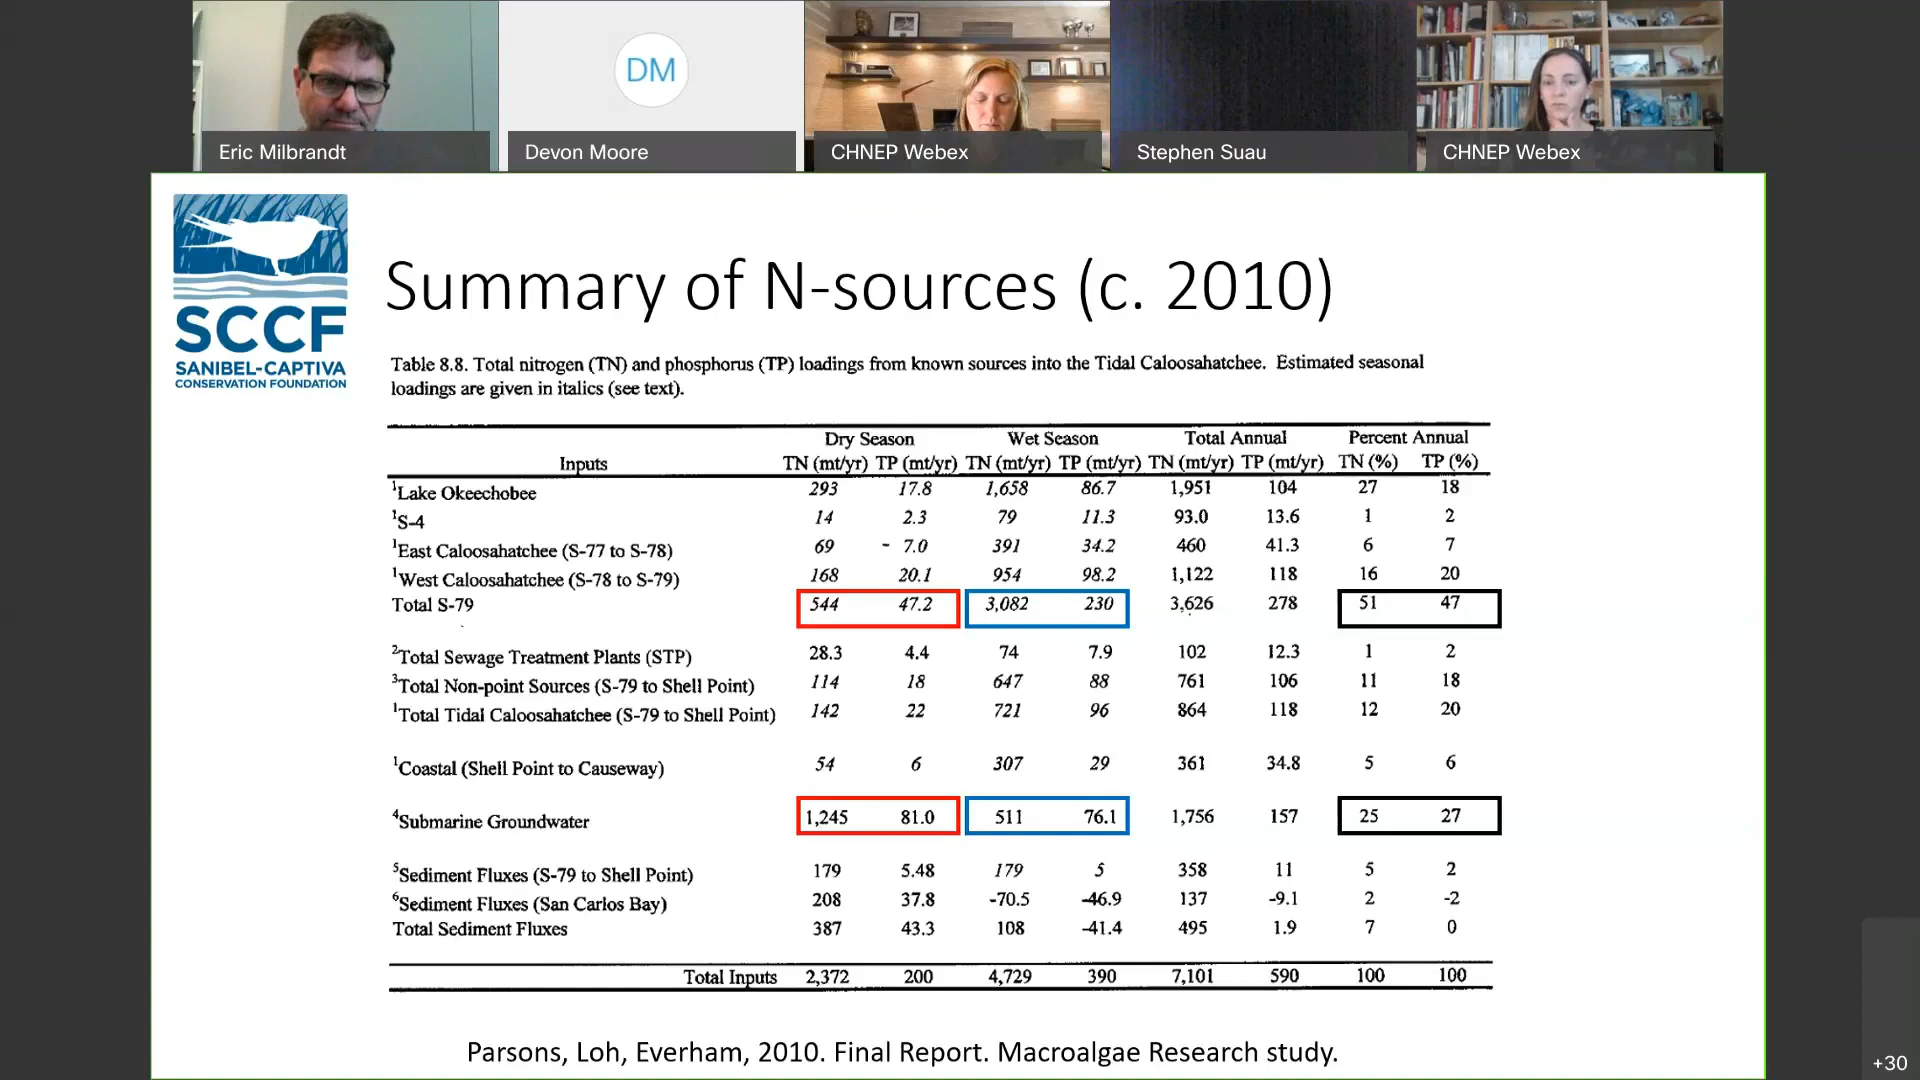 DM
Eric Milbrandt
Devon Moore
CHNEP Webex
Stephen Suau
CHNEP Webex
SCCF
SANIBEL-CAPTIVA
CONSERVATION FOUNDATION
Summary of N-sources (c. 2010)
Table 8.8. Total nitrogen (TN) and phosphorus (TP) loadings from known sources into the Tidal Caloosahatchee. Estimated seasonal
loadings are given in italics (see text).
Dry Season Wet Season Total Annual Percent Annual
Inputs TN (mt/yr) TP (mt/yr) TN (mt/yr) TP (mt/yr) TN (mt/yr) TP (mt/yr) TN (%) TP (%)
¹Lake Okeechobee 293 17.8 1,658 86.7 1,951 104 27 18
¹S-4 14 2.3 79 11.3 93.0 13.6 1 2
¹East Caloosahatchee (S-77 to S-78) 69 - 7.0 391 34.2 460 41.3 6 7
¹West Caloosahatchee (S-78 to S-79) 168 20.1 954 98.2 1,122 118 16 20
Total S-79 544 47.2 3,082 230 3,626 278 51 47
²Total Sewage Treatment Plants (STP) 28.3 4.4 74 7.9 102 12.3 1 2
³Total Non-point Sources (S-79 to Shell Point) 114 18 647 88 761 106 11 18
¹Total Tidal Caloosahatchee (S-79 to Shell Point) 142 22 721 96 864 118 12 20
¹Coastal (Shell Point to Causeway) 54 6 307 29 361 34.8 5 6
⁴Submarine Groundwater 1,245 81.0 511 76.1 1,756 157 25 27
⁵Sediment Fluxes (S-79 to Shell Point) 179 5.48 179 5 358 11 5 2
⁶Sediment Fluxes (San Carlos Bay) 208 37.8 -70.5 -46.9 137 -9.1 2 -2
Total Sediment Fluxes 387 43.3 108 -41.4 495 1.9 7 0
Total Inputs 2,372 200 4,729 390 7,101 590 100 100
Parsons, Loh, Everham, 2010. Final Report. Macroalgae Research study.
+30